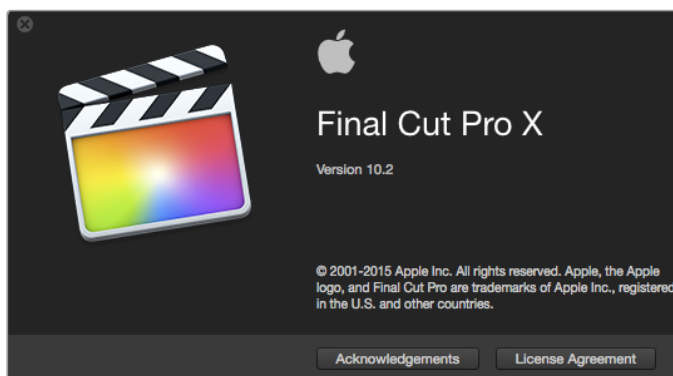 Final Cut Pro X
Version 10.2
© 2001-2015 Apple Inc. All rights reserved. Apple, the Apple
logo, and Final Cut Pro are trademarks of Apple Inc., registered
in the U.S. and other countries.
Acknowledgements
License Agreement